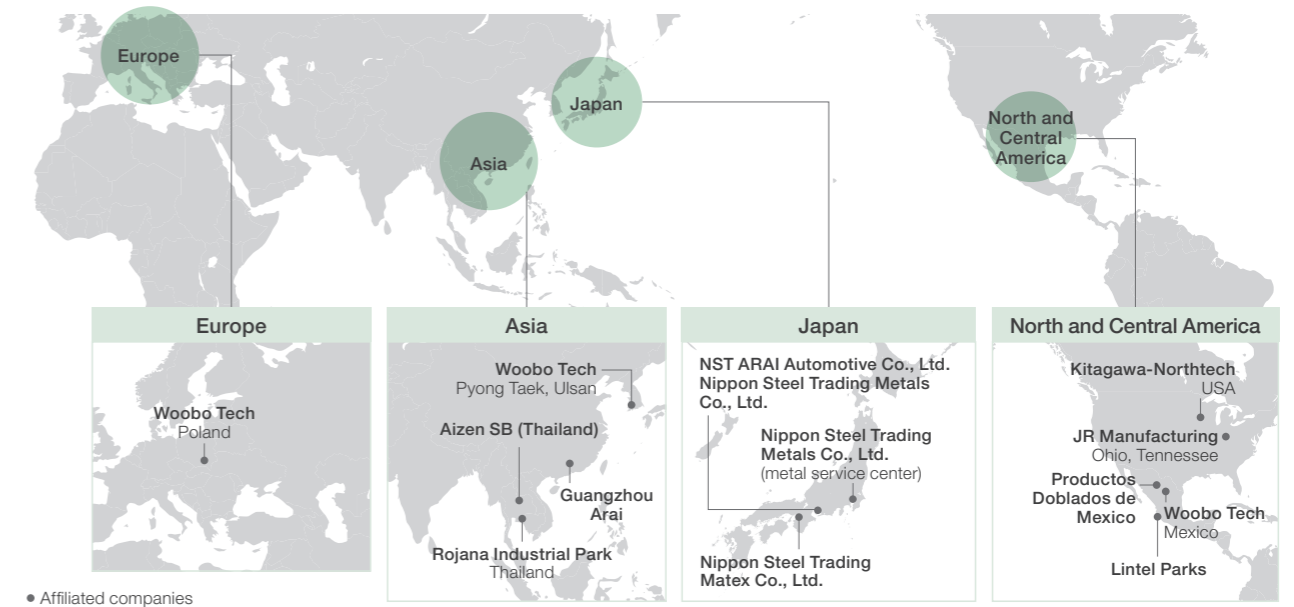 Europe
Asia
Japan
North and
Central
America
Europe
Woobo Tech
Poland
Asia
Woobo Tech
Pyong Taek, Ulsan
Aizen SB (Thailand)
Guangzhou
Arai
Rojana Industrial Park
Thailand
Japan
NST ARAI Automotive Co., Ltd.
Nippon Steel Trading Metals
Co., Ltd.
Nippon Steel Trading
Metals Co., Ltd.
(metal service center)
Nippon Steel Trading
Matex Co., Ltd.
North and Central America
Kitagawa-Northtech
USA
JR Manufacturing
Ohio, Tennessee
Productos
Doblados de
Mexico
Woobo Tech
Mexico
Lintel Parks
● Affiliated companies